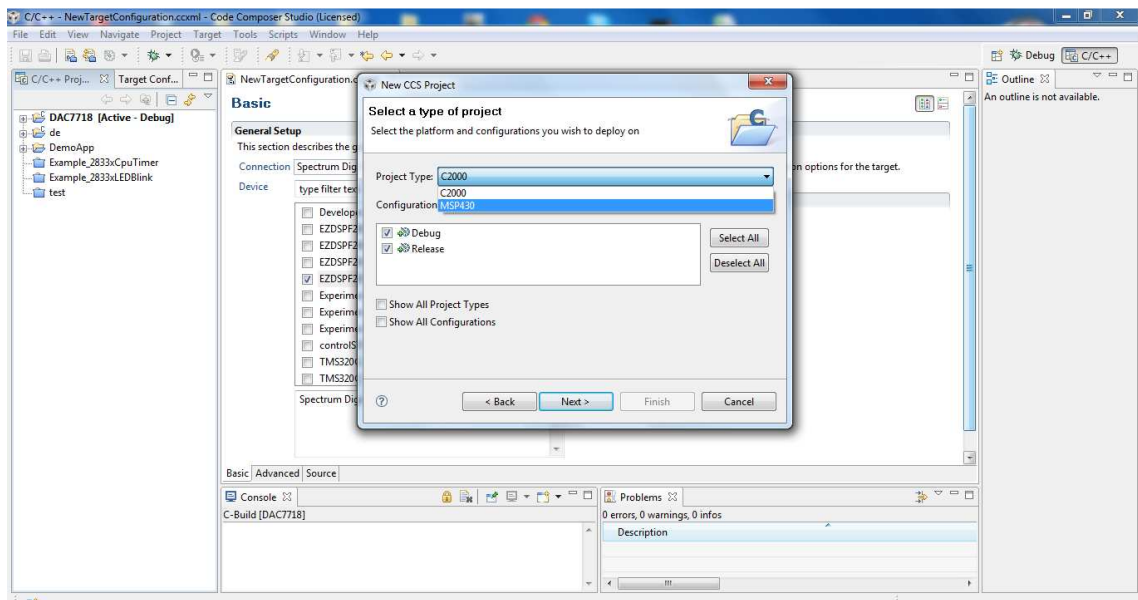 C/C++ - NewTargetConfiguration.ccxml - Code Composer Studio (Licensed)
File Edit View Navigate Project Target Tools Scripts Window Help
Debug C/C++
C/C++ Proj... Target Conf...
DAC7718 [Active - Debug]
de
DemoApp
Example_2833xCpuTimer
Example_2833xLEDBlink
test
NewTargetConfiguration.c
Basic
General Setup
This section describes the g
Connection Spectrum Dig
on options for the target.
Device type filter tex
Develop
EZDSPF2
EZDSPF2
EZDSPF2
EZDSPF2
Experime
Experime
Experime
controlS
TMS320
TMS320
Spectrum Dig
Basic Advanced Source
New CCS Project
Select a type of project
Select the platform and configurations you wish to deploy on
Project Type: C2000
C2000
Configuration MSP430
Debug
Release
Select All
Deselect All
Show All Project Types
Show All Configurations
< Back Next > Finish Cancel
Outline
An outline is not available.
Console
C-Build [DAC7718]
Problems
0 errors, 0 warnings, 0 infos
Description